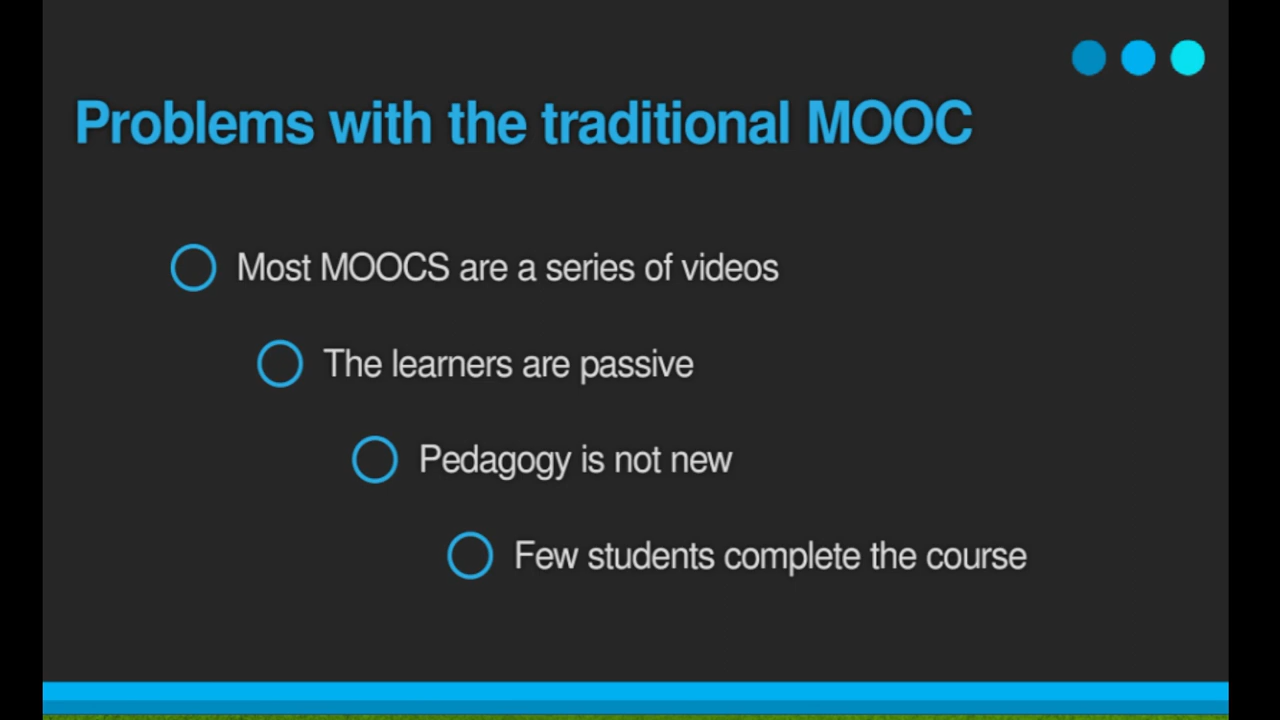 Problems with the traditional MOOC
Most MOOCS are a series of videos
The learners are passive
Pedagogy is not new
Few students complete the course